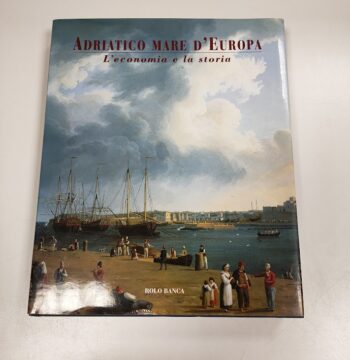 ADRIATICO MARE D'EUROPA
L'economia e la storia
ROLO BANCA